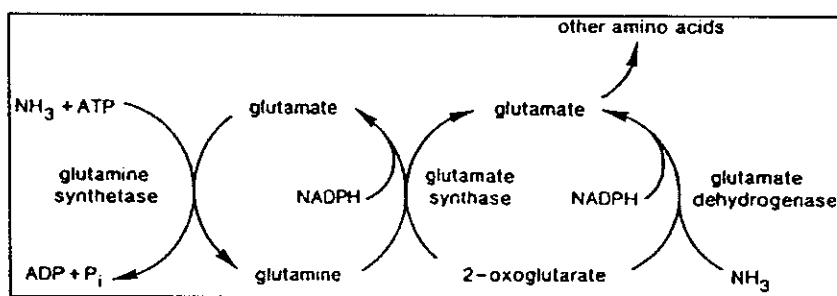 other amino acids
NH₃ + ATP
glutamate
glutamate
glutamine
synthetase
NADPH
glutamate
synthase
NADPH
glutamate
dehydrogenase
ADP + Pᵢ
glutamine
2-oxoglutarate
NH₃